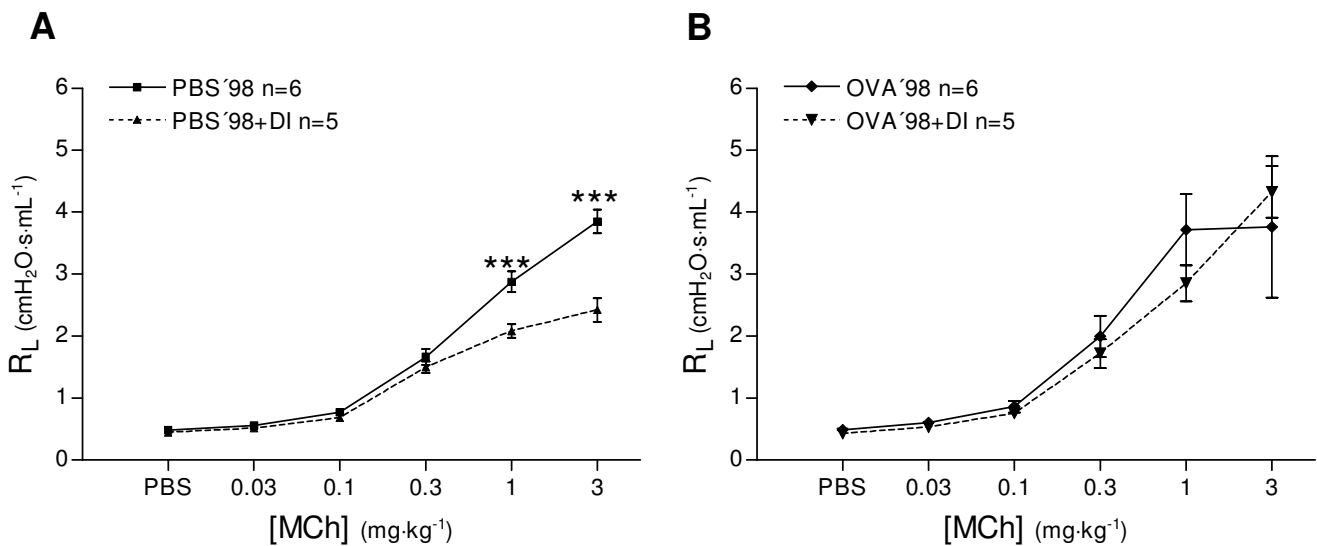 A
PBS´98 n=6
PBS´98+DI n=5
6
5
4
3
2
1
0
R_L (cmH₂O·s·mL⁻¹)
***
***
PBS 0.03 0.1 0.3 1 3
[MCh] (mg·kg⁻¹)
B
OVA´98 n=6
OVA´98+DI n=5
6
5
4
3
2
1
0
R_L (cmH₂O·s·mL⁻¹)
PBS 0.03 0.1 0.3 1 3
[MCh] (mg·kg⁻¹)